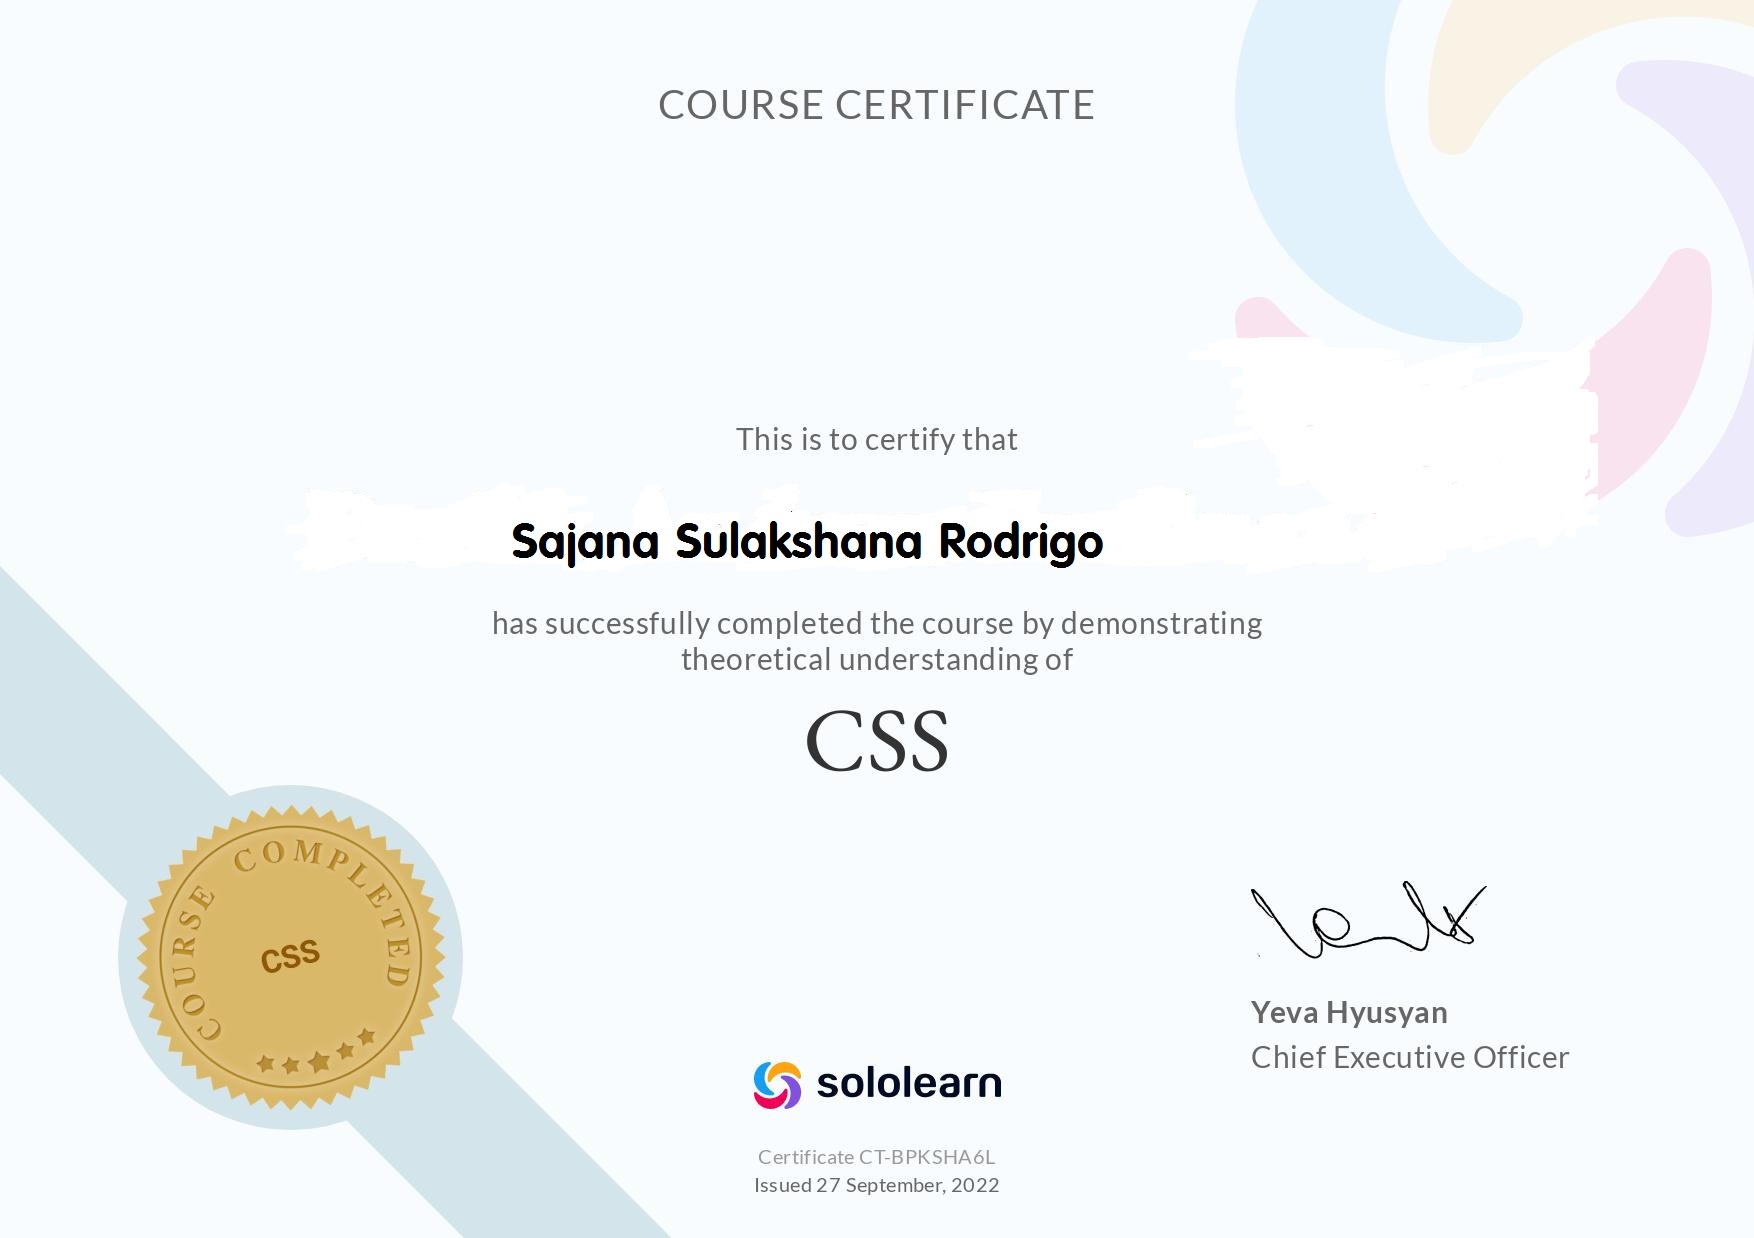 COURSE CERTIFICATE
This is to certify that
Sajana Sulakshana Rodrigo
has successfully completed the course by demonstrating
theoretical understanding of
CSS
COURSE COMPLETED
CSS
Yeva Hyusyan
Chief Executive Officer
sololearn
Certificate CT-BPKSHA6L
Issued 27 September, 2022